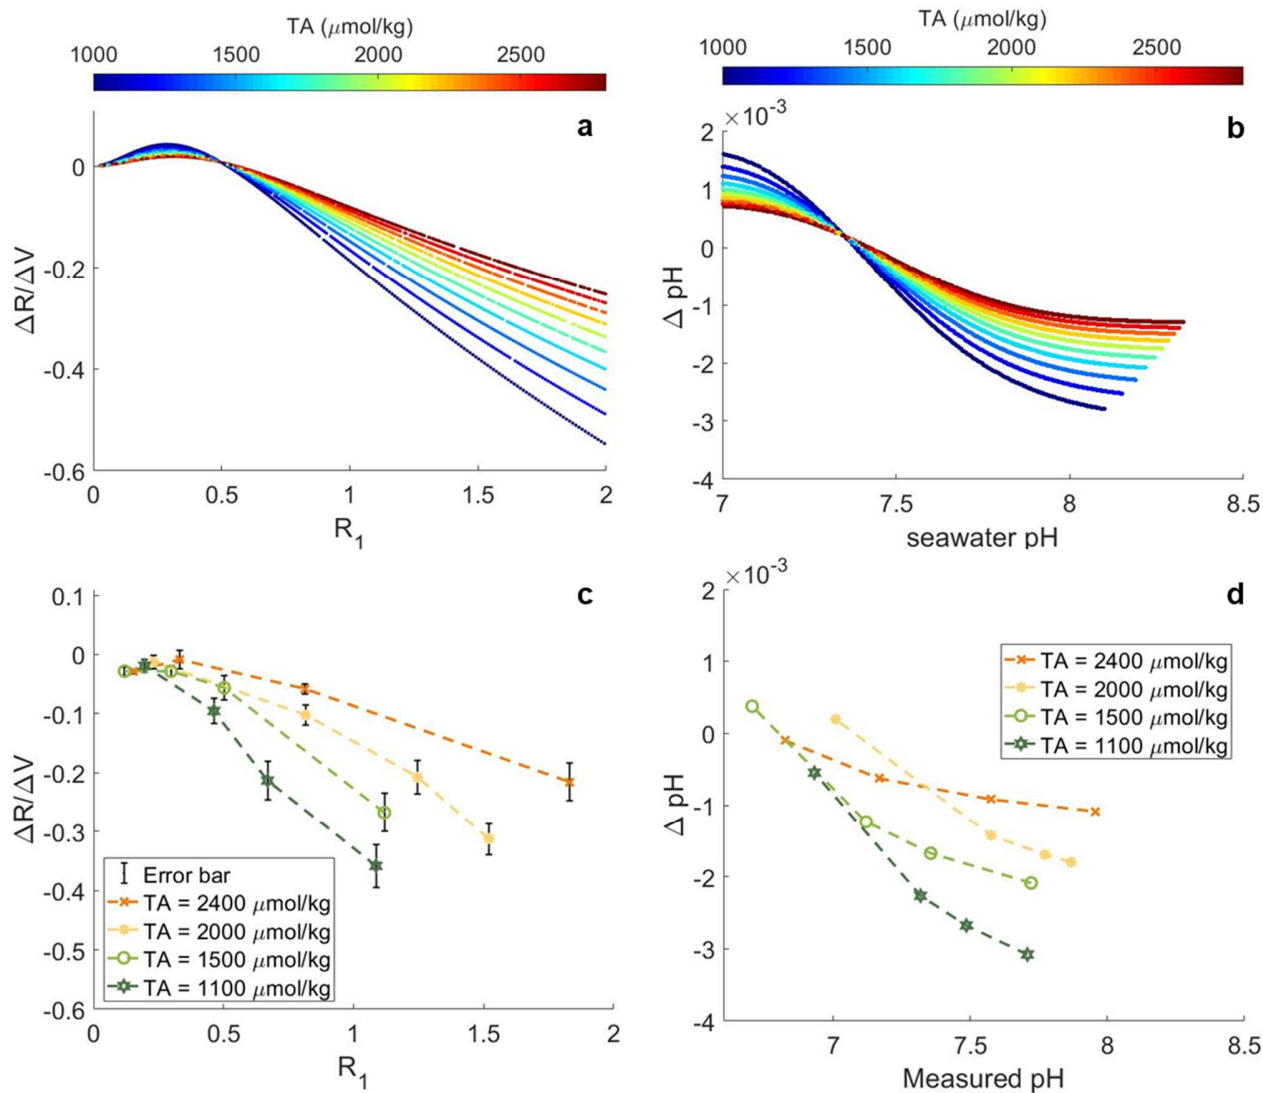 TA (μmol/kg)
1000 1500 2000 2500
a
0
-0.2
-0.4
-0.6
ΔR/ΔV
0 0.5 1 1.5 2
R1
TA (μmol/kg)
1000 1500 2000 2500
×10-3
b
2
1
0
-1
-2
-3
-4
Δ pH
7 7.5 8 8.5
seawater pH
c
0.1
0
-0.1
-0.2
-0.3
-0.4
-0.5
-0.6
ΔR/ΔV
Error bar
TA = 2400 μmol/kg
TA = 2000 μmol/kg
TA = 1500 μmol/kg
TA = 1100 μmol/kg
0 0.5 1 1.5 2
R1
×10-3
d
2
1
0
-1
-2
-3
-4
Δ pH
TA = 2400 μmol/kg
TA = 2000 μmol/kg
TA = 1500 μmol/kg
TA = 1100 μmol/kg
7 7.5 8 8.5
Measured pH